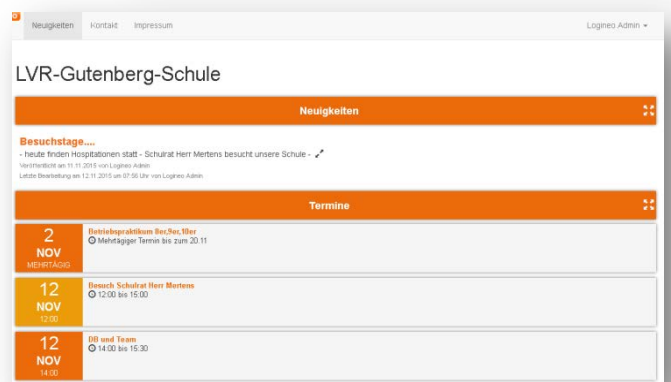 Neuigkeiten Kontakt Impressum Logineo Admin
LVR-Gutenberg-Schule
Neuigkeiten
Besuchstage....
- heute finden Hospitationen statt - Schulrat Herr Mertens besucht unsere Schule -
Veröffentlicht am 11.11.2015 von Logineo Admin
Letzte Bearbeitung am 12.11.2015 um 07:56 Uhr von Logineo Admin
Termine
2
NOV
MEHRTÄGIG
Betriebspraktikum 8er,9er,10er
Mehrtägiger Termin bis zum 20.11
12
NOV
12:00
Besuch Schulrat Herr Mertens
12:00 bis 15:00
12
NOV
14:00
DB und Team
14:00 bis 15:30